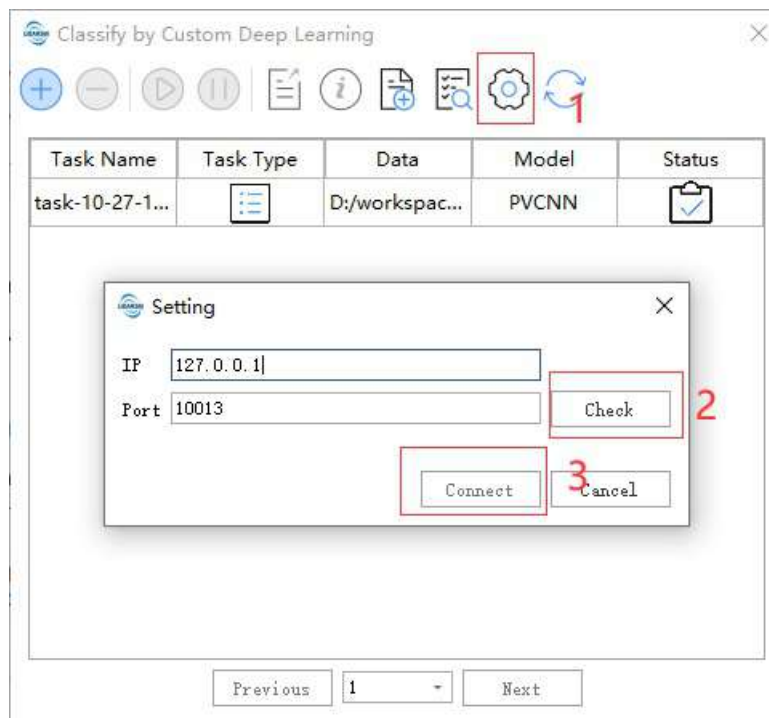 Classify by Custom Deep Learning
1
Task Name Task Type Data Model Status
task-10-27-1... D:/workspac... PVCNN
Setting
IP 127.0.0.1
Port 10013 Check 2
Connect 3 Cancel
Previous 1 Next